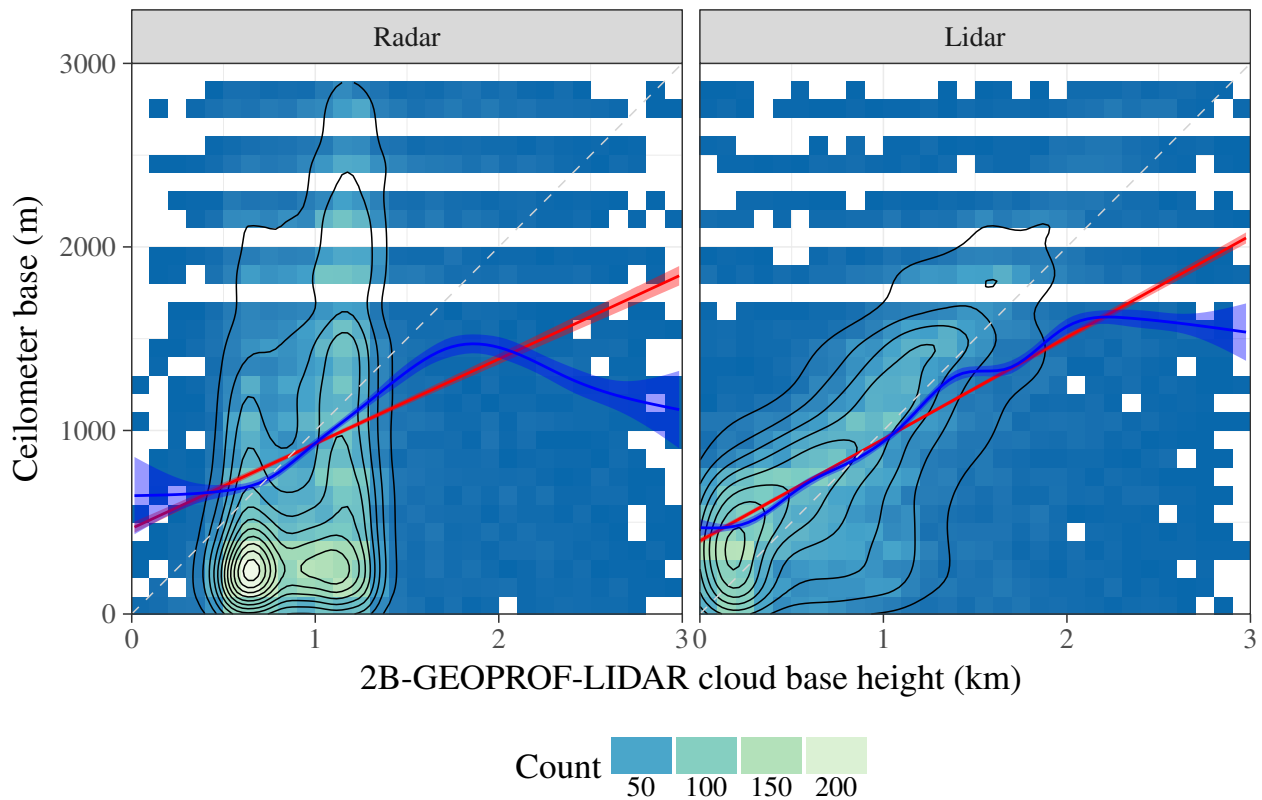 Radar Lidar
3000
2000
1000
0
Ceilometer base (m)
0 1 2 3 0 1 2 3
2B-GEOPROF-LIDAR cloud base height (km)
Count
50 100 150 200